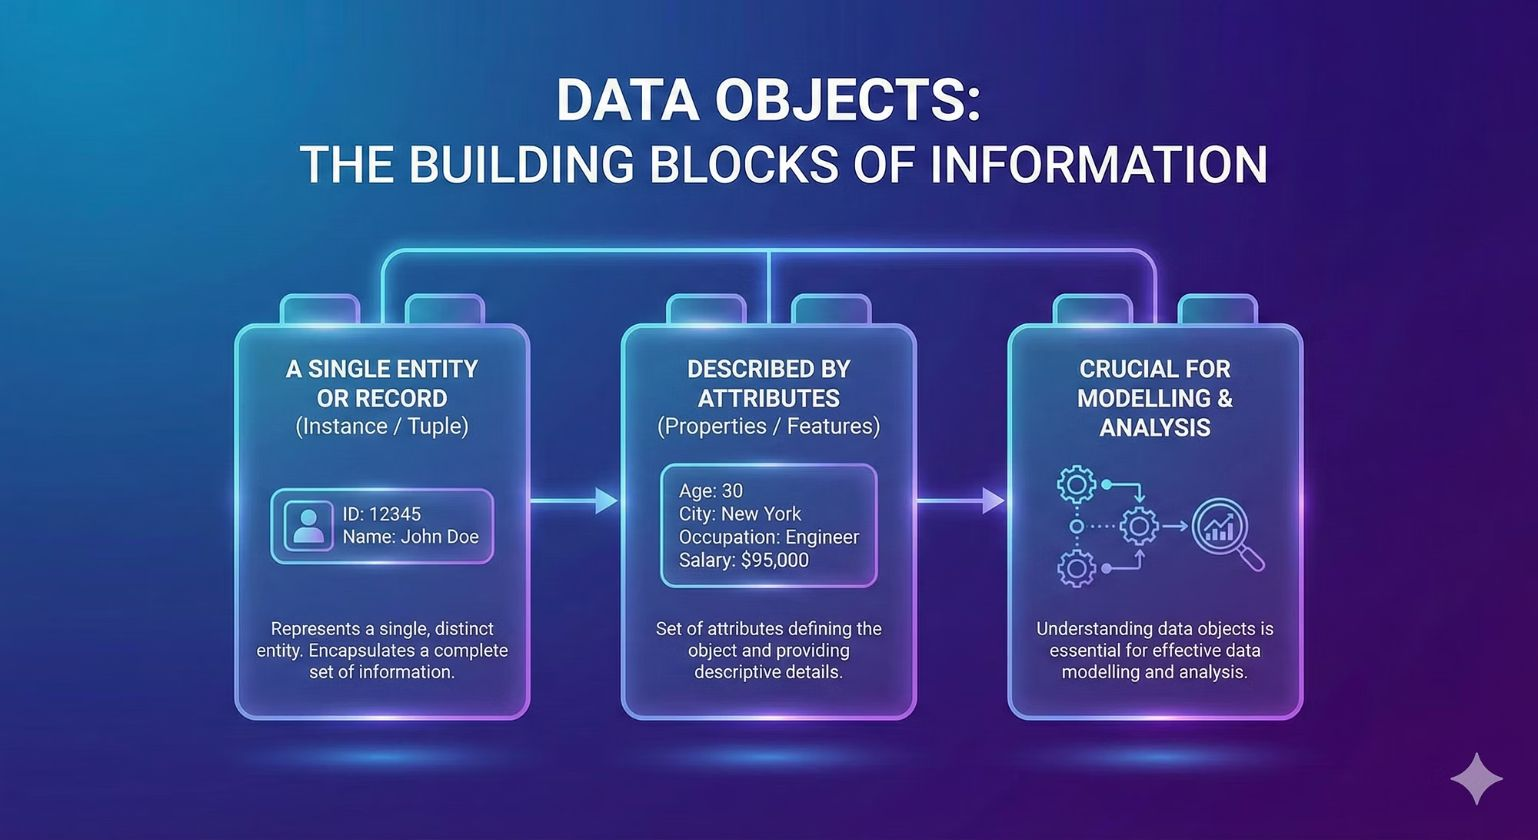 DATA OBJECTS:
THE BUILDING BLOCKS OF INFORMATION
A SINGLE ENTITY
OR RECORD
(Instance / Tuple)
ID: 12345
Name: John Doe
Represents a single, distinct
entity. Encapsulates a complete
set of information.
DESCRIBED BY
ATTRIBUTES
(Properties / Features)
Age: 30
City: New York
Occupation: Engineer
Salary: $95,000
Set of attributes defining the
object and providing
descriptive details.
CRUCIAL FOR
MODELLING &
ANALYSIS
Understanding data objects is
essential for effective data
modelling and analysis.